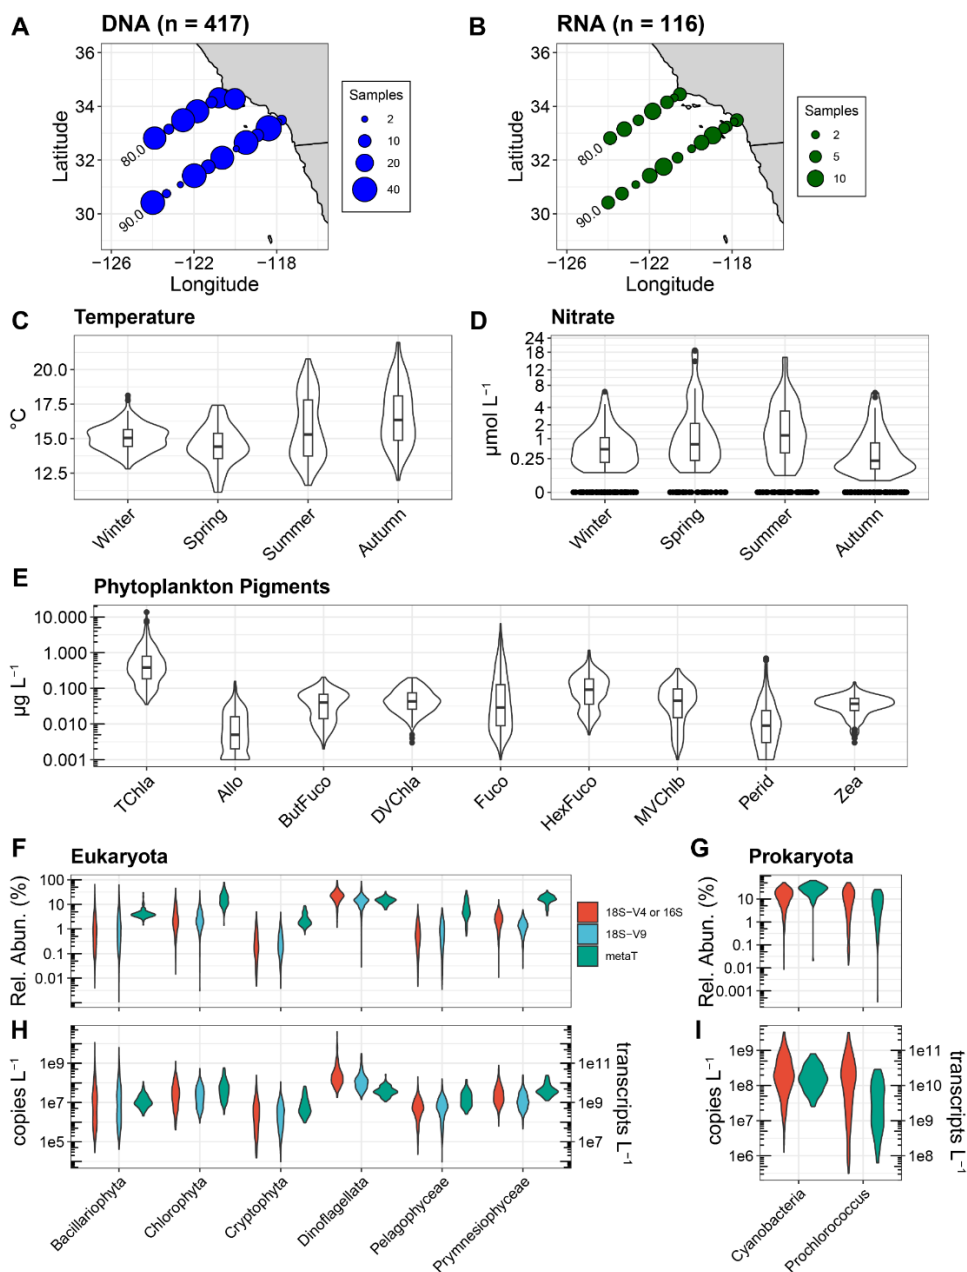 A DNA (n = 417)
36
34
32
30
Latitude
80.0
90.0
−126 −122 −118
Longitude
Samples
2
10
20
40
B RNA (n = 116)
36
34
32
30
Latitude
80.0
90.0
−126 −122 −118
Longitude
Samples
2
5
10
C Temperature
20.0
17.5
15.0
12.5
°C
Winter Spring Summer Autumn
D Nitrate
24
18
12
8
4
2
1
0.25
0
µmol L−1
Winter Spring Summer Autumn
E Phytoplankton Pigments
10.000
1.000
0.100
0.010
0.001
µg L−1
TChla Allo ButFuco DVChla Fuco HexFuco MVChlb Perid Zea
F Eukaryota
100
10
1
0.1
0.01
Rel. Abun. (%)
18S−V4 or 16S
18S−V9
metaT
G Prokaryota
10
1
0.1
0.01
0.001
Rel. Abun. (%)
H
1e9
1e7
1e5
copies L−1
1e11
1e9
1e7
transcripts L−1
Bacillariophyta Chlorophyta Cryptophyta Dinoflagellata Pelagophyceae Prymnesiophyceae
I
1e9
1e8
1e7
1e6
copies L−1
1e11
1e10
1e9
1e8
transcripts L−1
Cyanobacteria Prochlorococcus